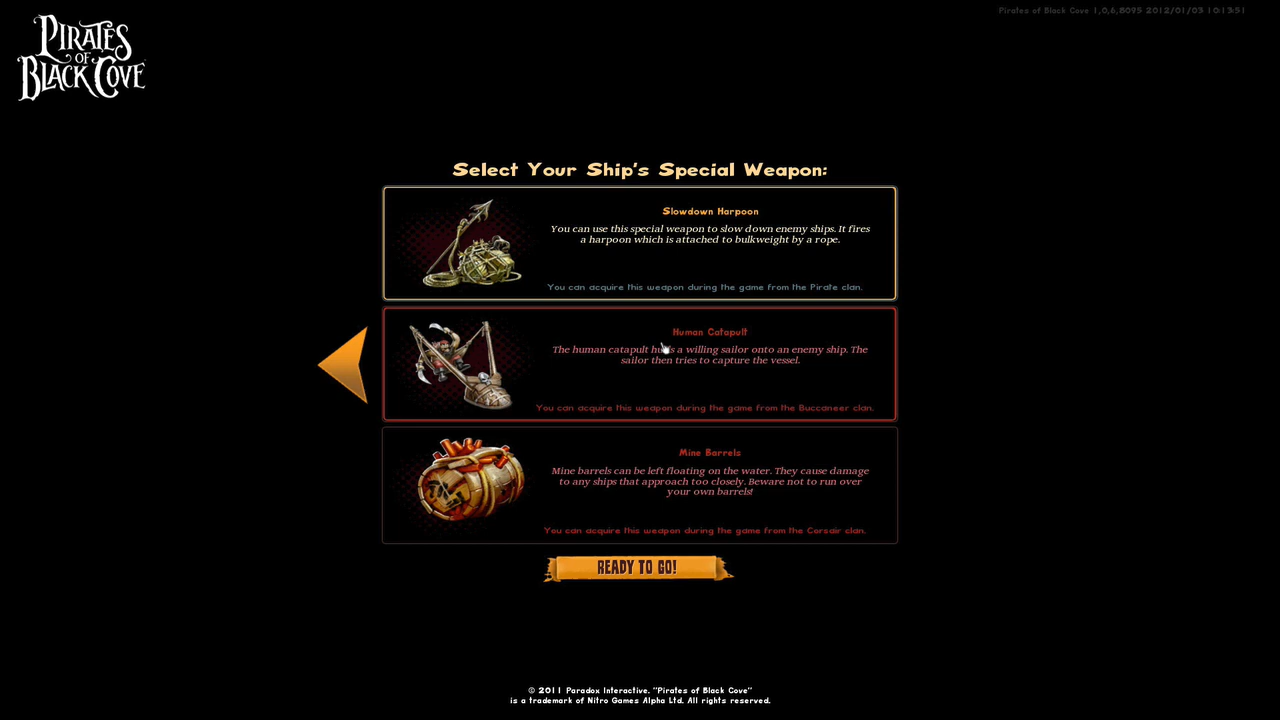 Pirates of Black Cove 1,0,6,8095 2012/01/03 10:13:51
PIRATES
OF
BLACK COVE
Select Your Ship's Special Weapon:
Slowdown Harpoon
You can use this special weapon to slow down enemy ships. It fires
a harpoon which is attached to bulkweight by a rope.
You can acquire this weapon during the game from the Pirate clan.
Human Catapult
The human catapult hurls a willing sailor onto an enemy ship. The
sailor then tries to capture the vessel.
You can acquire this weapon during the game from the Buccaneer clan.
Mine Barrels
Mine barrels can be left floating on the water. They cause damage
to any ships that approach too closely. Beware not to run over
your own barrels!
You can acquire this weapon during the game from the Corsair clan.
READY TO GO!
© 2011 Paradox Interactive. "Pirates of Black Cove"
is a trademark of Nitro Games Alpha Ltd. All rights reserved.